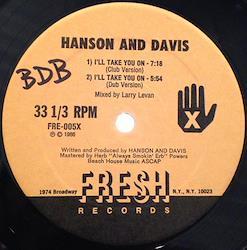 HANSON AND DAVIS
BDB
1) I'LL TAKE YOU ON - 7:18
(Club Version)
2) I'LL TAKE YOU ON - 5:54
(Dub Version)
Mixed by Larry Levan
33 1/3 RPM
FRE-005X
© 1986
X
Written and Produced by HANSON AND DAVIS
Mastered by Herb "Always Smokin' Erb" Powers
Beach House Music ASCAP
1974 Broadway
N.Y., N.Y. 10023
FRESH
RECORDS